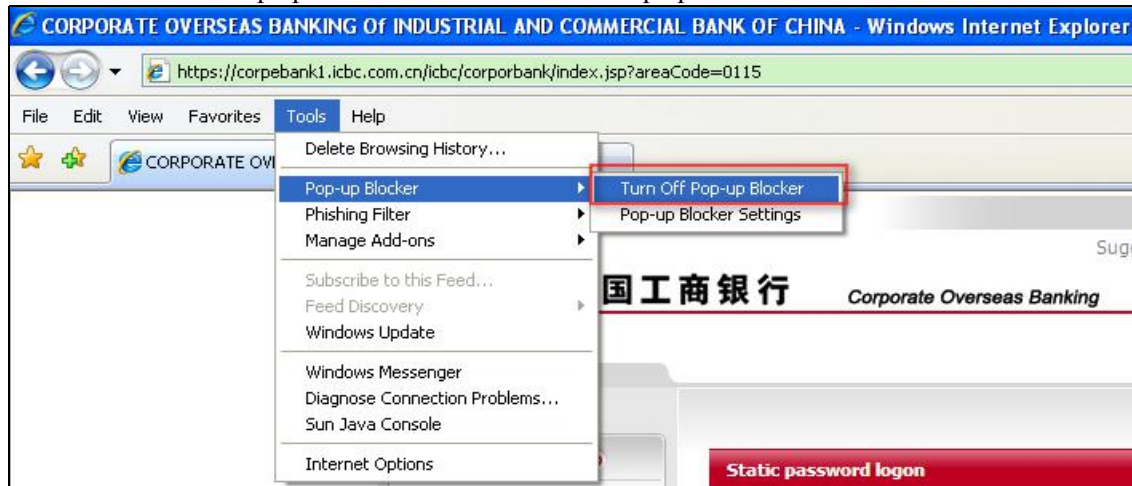 CORPORATE OVERSEAS BANKING Of INDUSTRIAL AND COMMERCIAL BANK OF CHINA - Windows Internet Explorer
https://corpebank1.icbc.com.cn/icbc/corporbank/index.jsp?areaCode=0115
File Edit View Favorites Tools Help
CORPORATE OV
Delete Browsing History...
Pop-up Blocker
Turn Off Pop-up Blocker
Phishing Filter
Pop-up Blocker Settings
Manage Add-ons
Sugg
Subscribe to this Feed...
国工商银行 Corporate Overseas Banking
Feed Discovery
Windows Update
Windows Messenger
Diagnose Connection Problems...
Sun Java Console
Internet Options
Static password logon